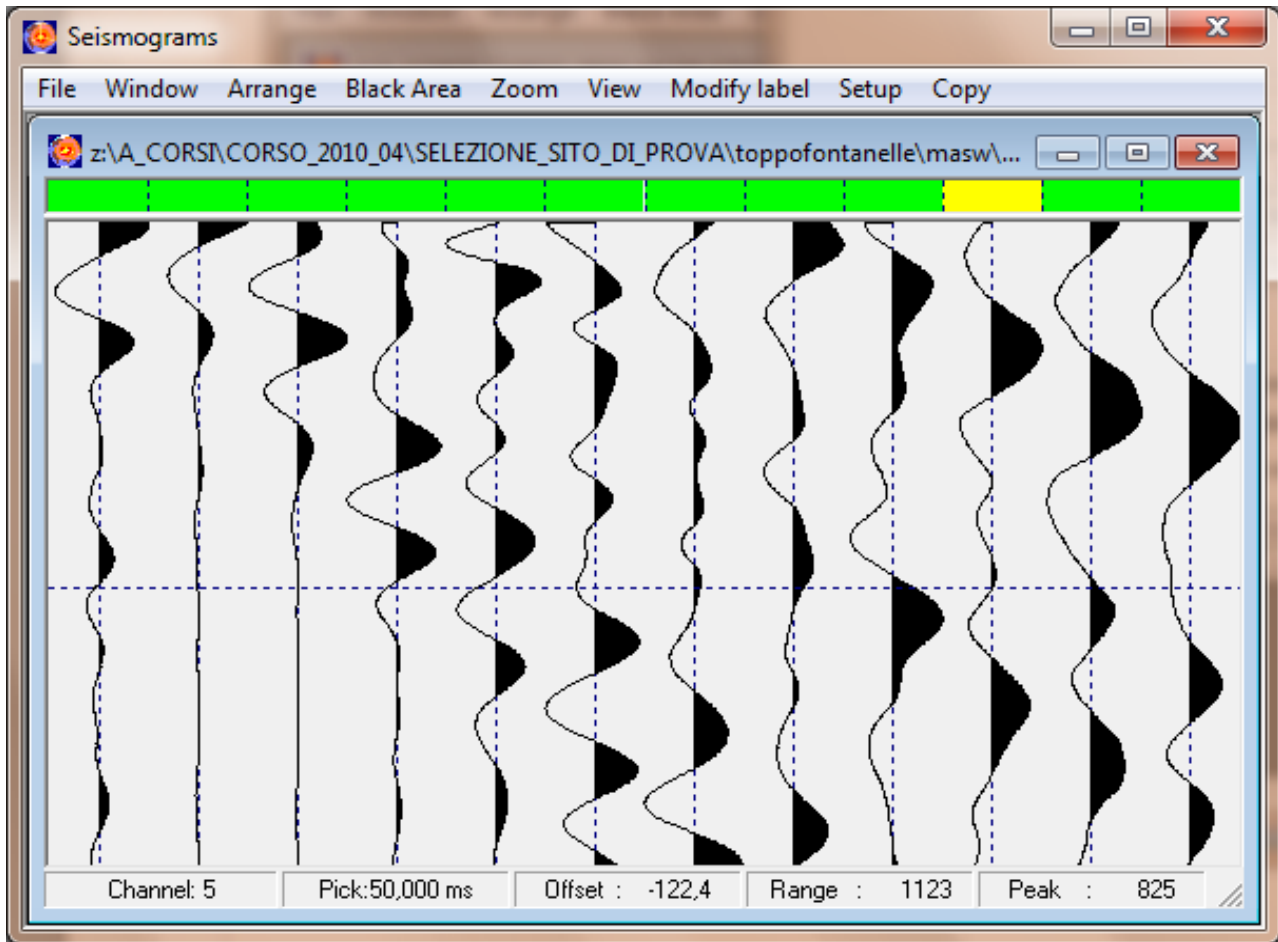 Seismograms
File Window Arrange Black Area Zoom View Modify label Setup Copy
z:\A_CORSI\CORSO_2010_04\SELEZIONE_SITO_DI_PROVA\toppofontanelle\masw\...
Channel: 5 Pick:50,000 ms Offset : -122,4 Range : 1123 Peak : 825